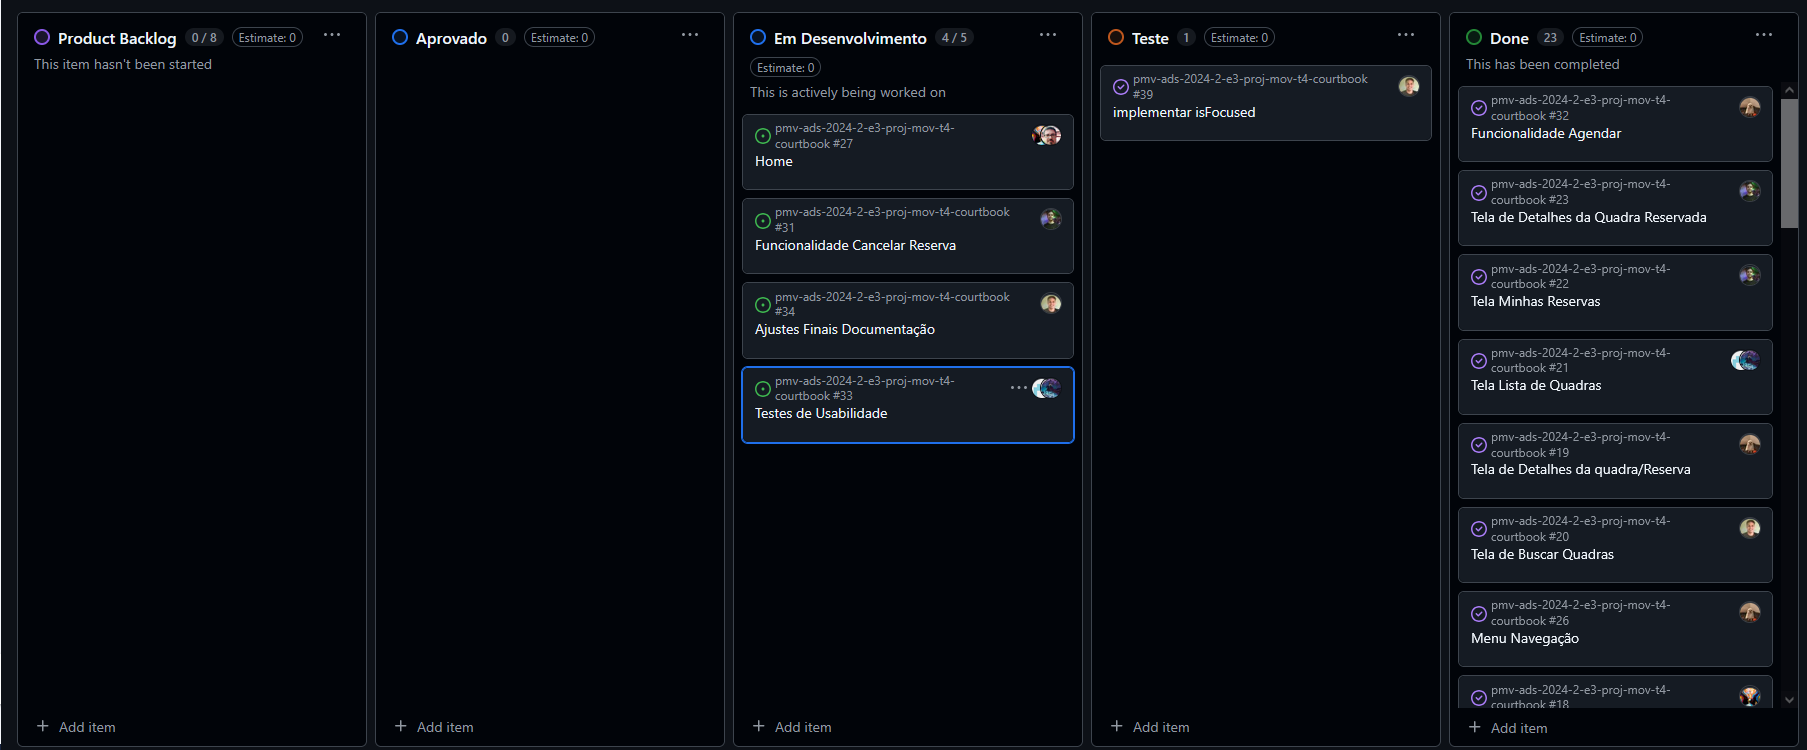 Product Backlog 0 / 8 Estimate: 0 ...
This item hasn't been started
+ Add item
Aprovado 0 Estimate: 0 ...
+ Add item
Em Desenvolvimento 4 / 5 ...
Estimate: 0
This is actively being worked on
pmv-ads-2024-2-e3-proj-mov-t4-
courtbook #27
Home
pmv-ads-2024-2-e3-proj-mov-t4-courtbook
#31
Funcionalidade Cancelar Reserva
pmv-ads-2024-2-e3-proj-mov-t4-courtbook
#34
Ajustes Finais Documentação
pmv-ads-2024-2-e3-proj-mov-t4- ...
courtbook #33
Testes de Usabilidade
+ Add item
Teste 1 Estimate: 0 ...
pmv-ads-2024-2-e3-proj-mov-t4-courtbook
#39
implementar isFocused
+ Add item
Done 23 Estimate: 0 ...
This has been completed
pmv-ads-2024-2-e3-proj-mov-t4-
courtbook #32
Funcionalidade Agendar
pmv-ads-2024-2-e3-proj-mov-t4-
courtbook #23
Tela de Detalhes da Quadra Reservada
pmv-ads-2024-2-e3-proj-mov-t4-
courtbook #22
Tela Minhas Reservas
pmv-ads-2024-2-e3-proj-mov-t4-
courtbook #21
Tela Lista de Quadras
pmv-ads-2024-2-e3-proj-mov-t4-
courtbook #19
Tela de Detalhes da quadra/Reserva
pmv-ads-2024-2-e3-proj-mov-t4-
courtbook #20
Tela de Buscar Quadras
pmv-ads-2024-2-e3-proj-mov-t4-
courtbook #26
Menu Navegação
pmv-ads-2024-2-e3-proj-mov-t4-
courtbook #18
+ Add item